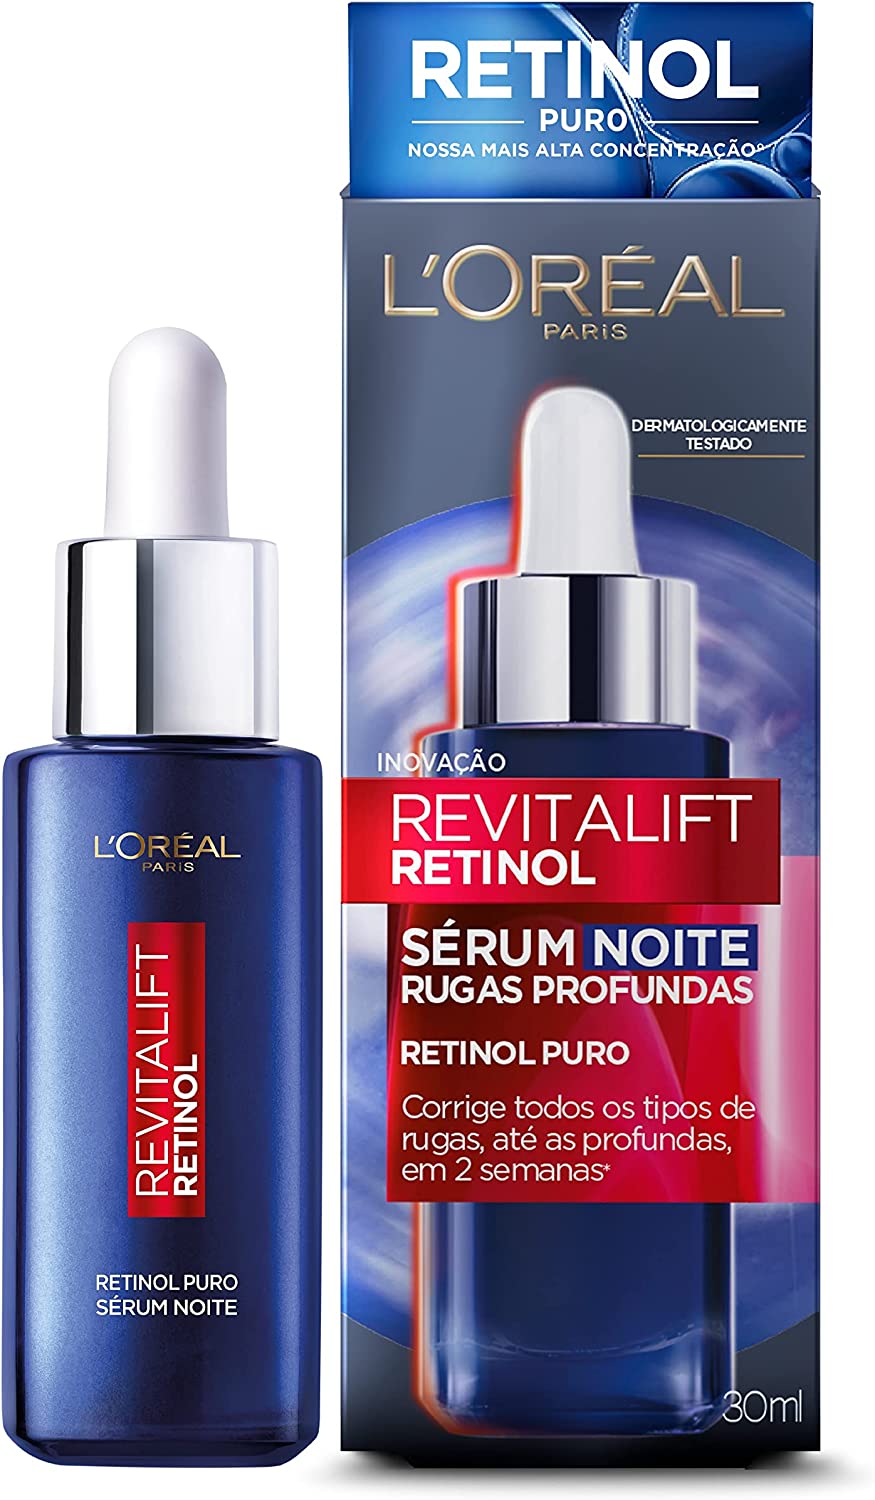 RETINOL
PURO
NOSSA MAIS ALTA CONCENTRAÇÃO°
L'ORÉAL
PARIS
DERMATOLOGICAMENTE
TESTADO
INOVAÇÃO
REVITALIFT
RETINOL
SÉRUM NOITE
RUGAS PROFUNDAS
RETINOL PURO
Corrige todos os tipos de
rugas, até as profundas,
em 2 semanas*
30ml
L'ORÉAL
PARIS
REVITALIFT
RETINOL
RETINOL PURO
SÉRUM NOITE